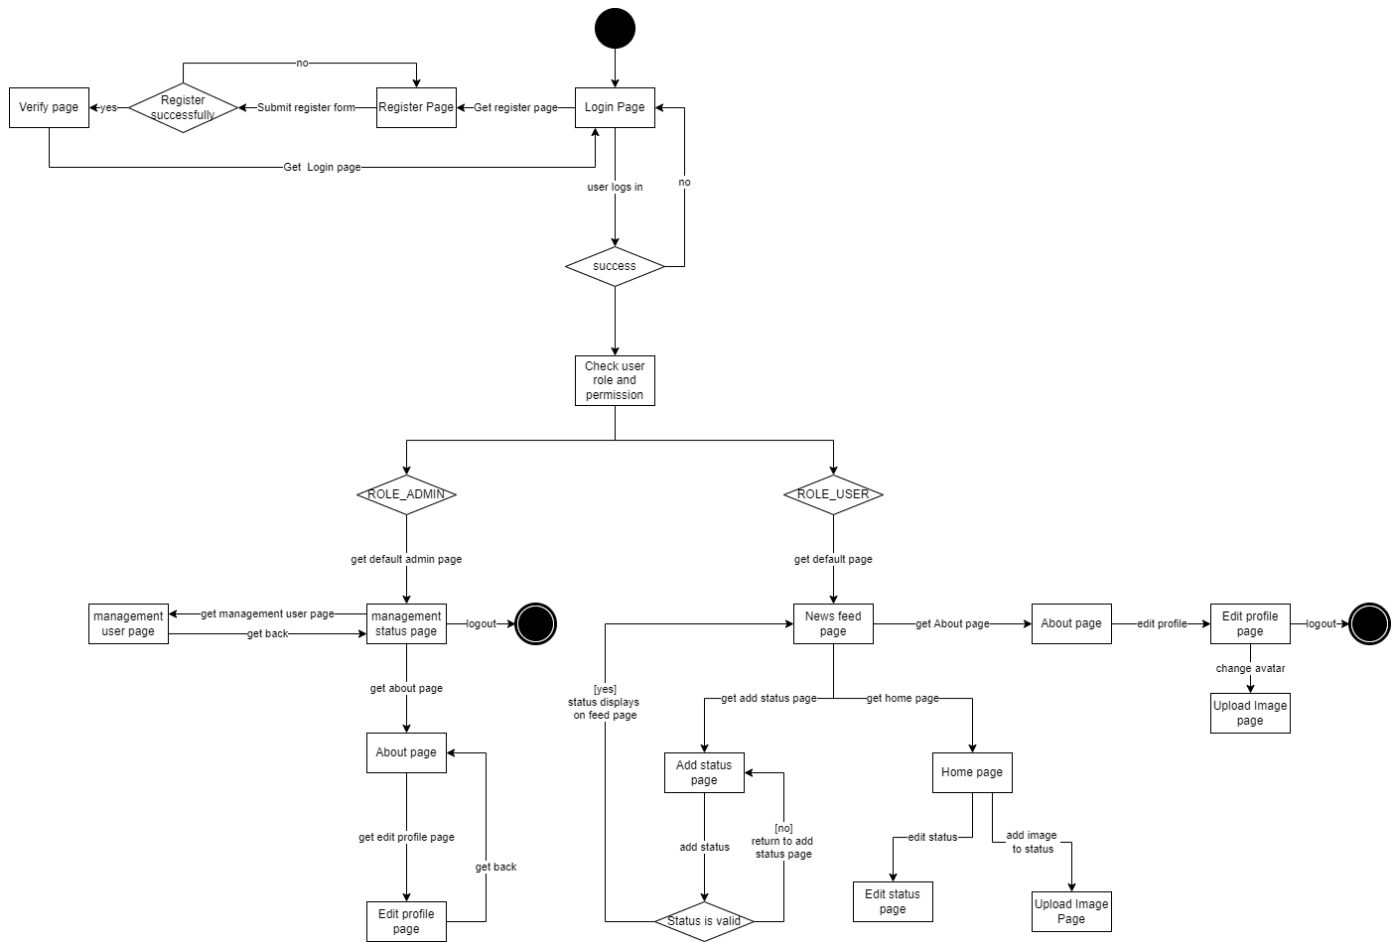 no
Verify page
yes
Register
successfully
Submit register form
Register Page
Get register page
Login Page
Get  Login page
user logs in
no
success
Check user
role and
permission
ROLE_ADMIN
ROLE_USER
get default admin page
get default page
management
user page
get management user page
get back
management
status page
logout
News feed
page
get About page
About page
edit profile
Edit profile
page
logout
change avatar
Upload Image
page
get about page
[yes]
status displays
on feed page
get add status page
get home page
About page
Add status
page
Home page
get edit profile page
get back
add status
[no]
return to add
status page
edit status
add image
to status
Edit profile
page
Status is valid
Edit status
page
Upload Image
Page